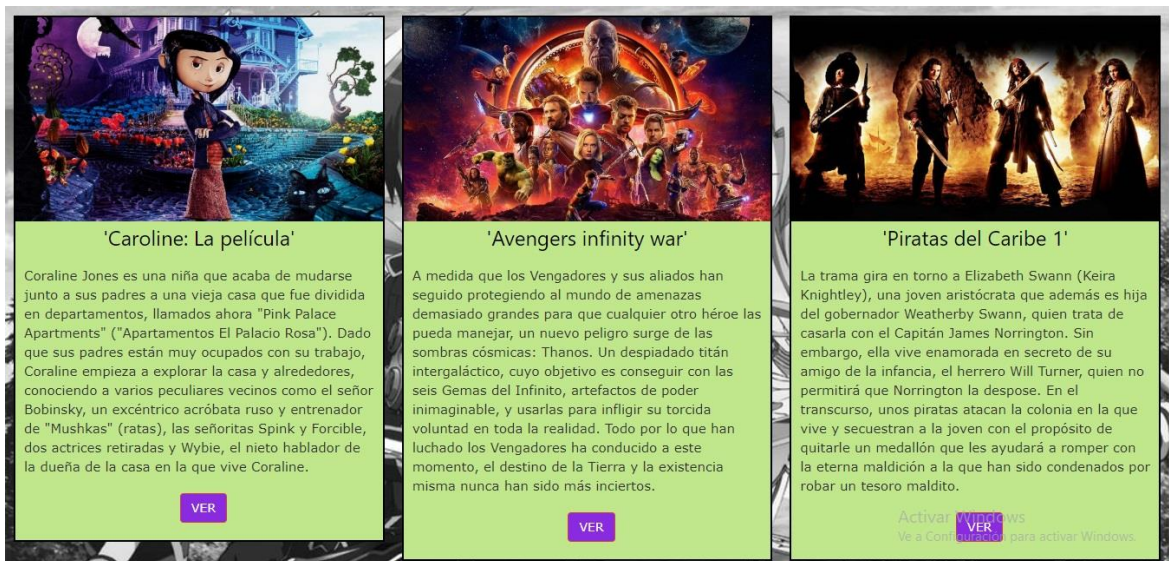 'Caroline: La película'
Coraline Jones es una niña que acaba de mudarse
junto a sus padres a una vieja casa que fue dividida
en departamentos, llamados ahora "Pink Palace
Apartments" ("Apartamentos El Palacio Rosa"). Dado
que sus padres están muy ocupados con su trabajo,
Coraline empieza a explorar la casa y alrededores,
conociendo a varios peculiares vecinos como el señor
Bobinsky, un excéntrico acróbata ruso y entrenador
de "Mushkas" (ratas), las señoritas Spink y Forcible,
dos actrices retiradas y Wybie, el nieto hablador de
la dueña de la casa en la que vive Coraline.
VER
'Avengers infinity war'
A medida que los Vengadores y sus aliados han
seguido protegiendo al mundo de amenazas
demasiado grandes para que cualquier otro héroe las
pueda manejar, un nuevo peligro surge de las
sombras cósmicas: Thanos. Un despiadado titán
intergaláctico, cuyo objetivo es conseguir con las
seis Gemas del Infinito, artefactos de poder
inimaginable, y usarlas para infligir su torcida
voluntad en toda la realidad. Todo por lo que han
luchado los Vengadores ha conducido a este
momento, el destino de la Tierra y la existencia
misma nunca han sido más inciertos.
VER
'Piratas del Caribe 1'
La trama gira en torno a Elizabeth Swann (Keira
Knightley), una joven aristócrata que además es hija
del gobernador Weatherby Swann, quien trata de
casarla con el Capitán James Norrington. Sin
embargo, ella vive enamorada en secreto de su
amigo de la infancia, el herrero Will Turner, quien no
permitirá que Norrington la despose. En el
transcurso, unos piratas atacan la colonia en la que
vive y secuestran a la joven con el propósito de
quitarle un medallón que les ayudará a romper con
la eterna maldición a la que han sido condenados por
robar un tesoro maldito.
VER
Activar Windows
Ve a Configuración para activar Windows.